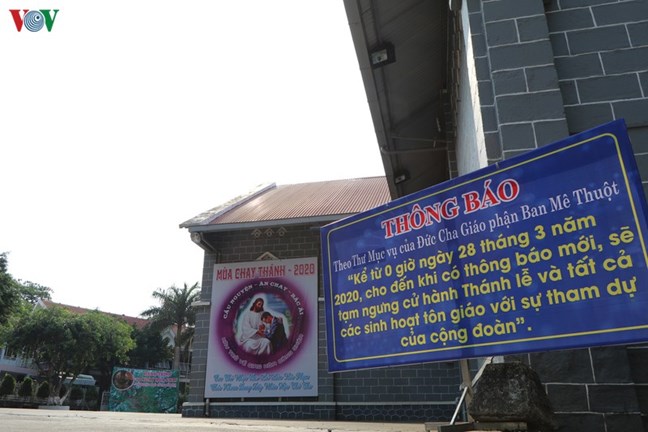 VOV
THÔNG BÁO
Theo Thư Mục vụ của Đức Cha Giáo phận Ban Mê Thuột
"Kể từ 0 giờ ngày 28 tháng 3 năm
2020, cho đến khi có thông báo mới, sẽ
tạm ngưng cử hành Thánh lễ và tất cả
các sinh hoạt tôn giáo với sự tham dự
của cộng đoàn".
MÙA CHAY THÁNH - 2020
CẦU NGUYỆN - ĂN CHAY - BÁC ÁI